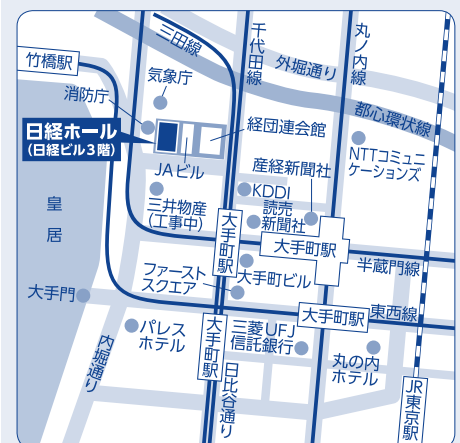 三田線
千代田線
丸ノ内線
外堀通り
竹橋駅
気象庁
消防庁
都心環状線
日経ホール
(日経ビル3階)
経団連会館
JAビル
産経新聞社
NTTコミュニ
ケーションズ
KDDI
読売
新聞社
三井物産
(工事中)
皇居
大手町駅
大手町駅
半蔵門線
ファースト
スクエア
大手町ビル
大手門
大手町駅
東西線
大手町駅
パレス
ホテル
三菱UFJ
信託銀行
内堀通り
日比谷通り
丸の内
ホテル
JR東京駅